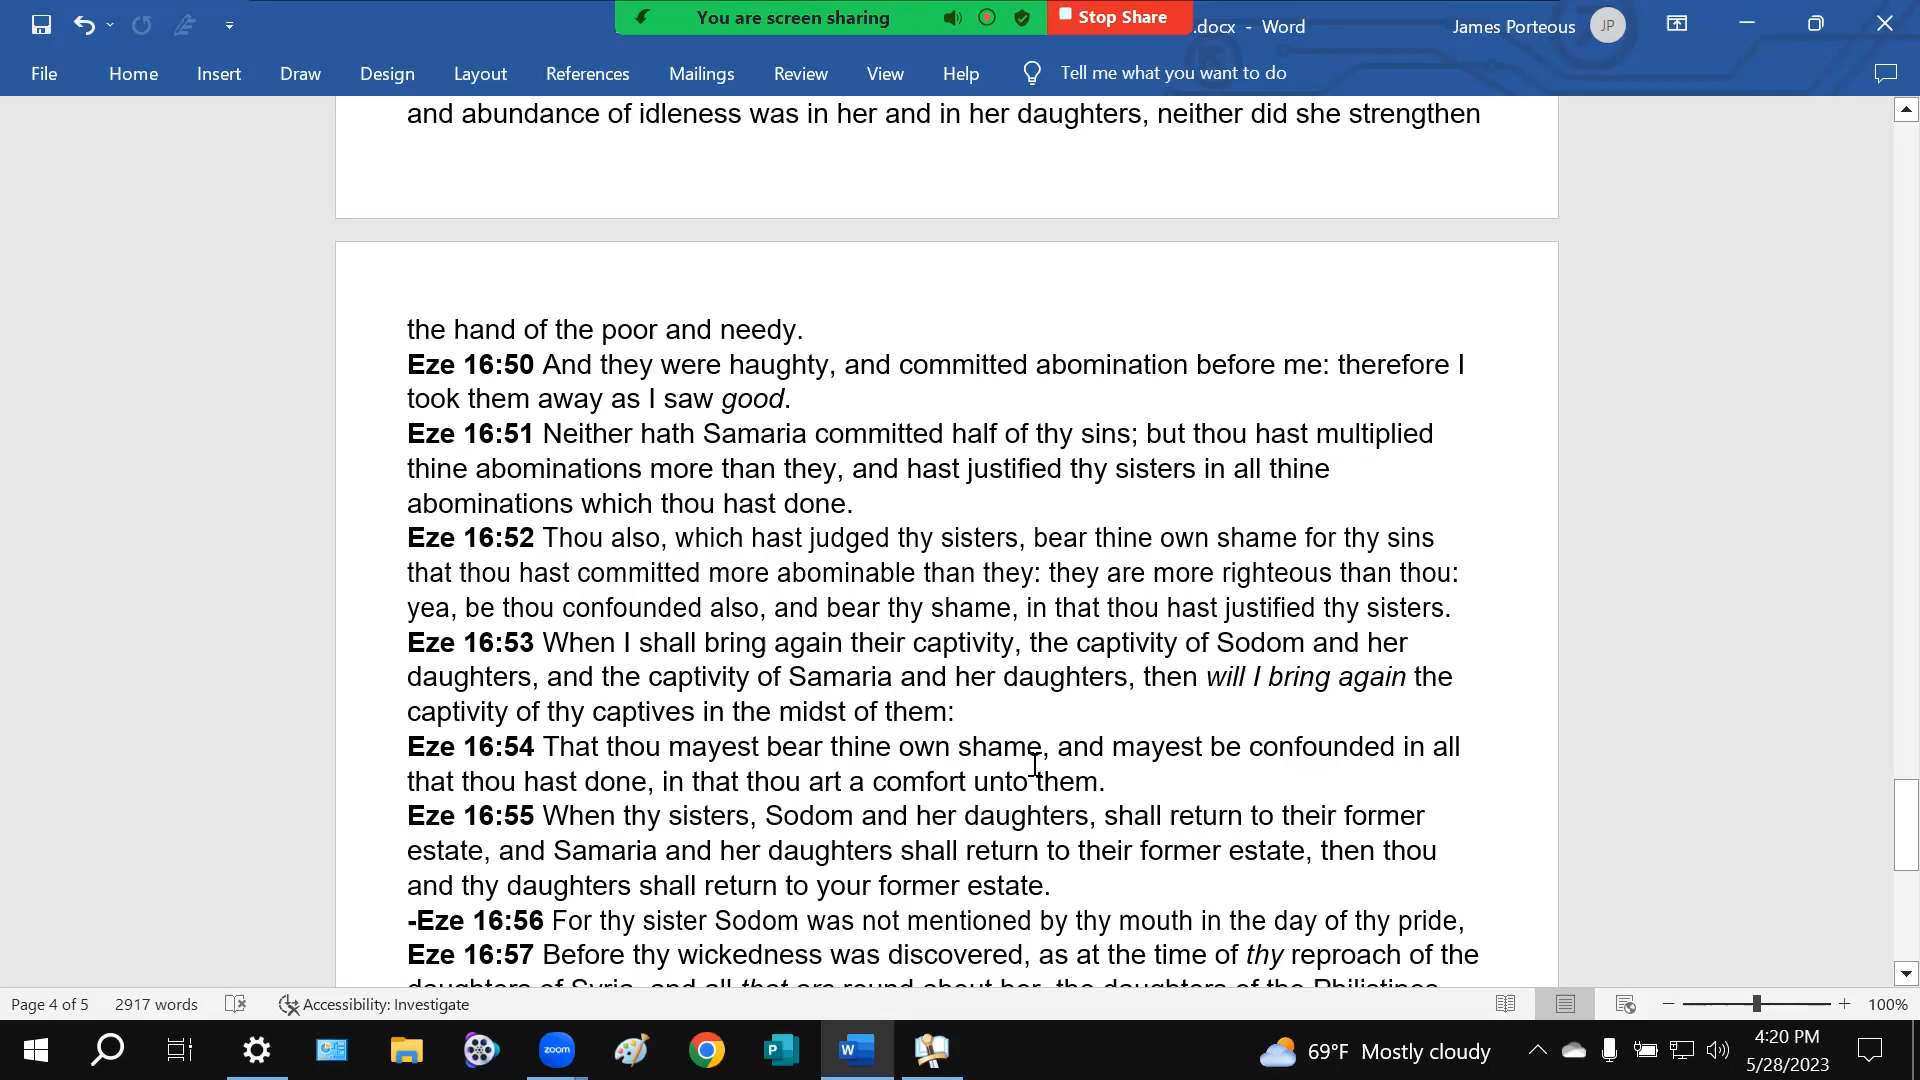 You are screen sharing
Stop Share
.docx - Word
James Porteous
JP
File Home Insert Draw Design Layout References Mailings Review View Help Tell me what you want to do
and abundance of idleness was in her and in her daughters, neither did she strengthen
the hand of the poor and needy.
Eze 16:50 And they were haughty, and committed abomination before me: therefore I
took them away as I saw good.
Eze 16:51 Neither hath Samaria committed half of thy sins; but thou hast multiplied
thine abominations more than they, and hast justified thy sisters in all thine
abominations which thou hast done.
Eze 16:52 Thou also, which hast judged thy sisters, bear thine own shame for thy sins
that thou hast committed more abominable than they: they are more righteous than thou:
yea, be thou confounded also, and bear thy shame, in that thou hast justified thy sisters.
Eze 16:53 When I shall bring again their captivity, the captivity of Sodom and her
daughters, and the captivity of Samaria and her daughters, then will I bring again the
captivity of thy captives in the midst of them:
Eze 16:54 That thou mayest bear thine own shame, and mayest be confounded in all
that thou hast done, in that thou art a comfort unto them.
Eze 16:55 When thy sisters, Sodom and her daughters, shall return to their former
estate, and Samaria and her daughters shall return to their former estate, then thou
and thy daughters shall return to your former estate.
-Eze 16:56 For thy sister Sodom was not mentioned by thy mouth in the day of thy pride,
Eze 16:57 Before thy wickedness was discovered, as at the time of thy reproach of the
daughters of Syria, and all that are round about her, the daughters of the Philistines,
Page 4 of 5 2917 words Accessibility: Investigate 100%
zoom
P
W
69°F Mostly cloudy
4:20 PM
5/28/2023